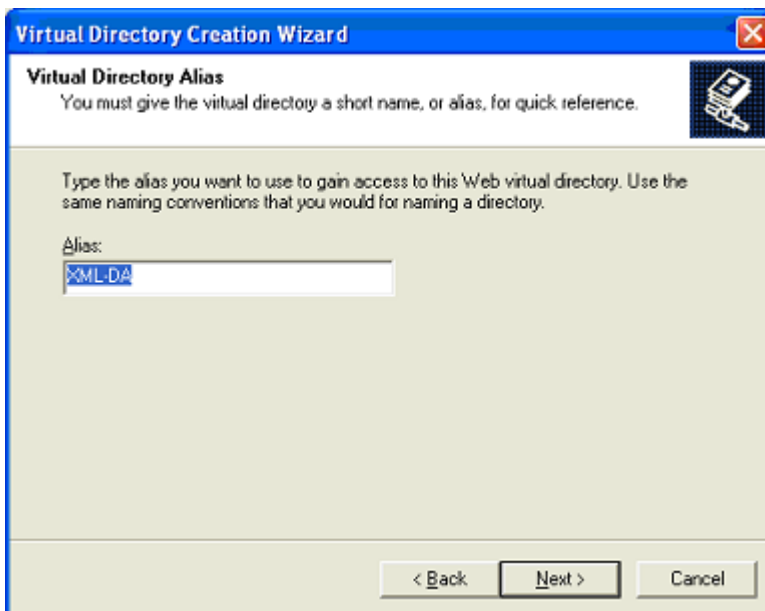 Virtual Directory Creation Wizard
Virtual Directory Alias
You must give the virtual directory a short name, or alias, for quick reference.
Type the alias you want to use to gain access to this Web virtual directory. Use the
same naming conventions that you would for naming a directory.
Alias:
XML-DA
< Back Next > Cancel